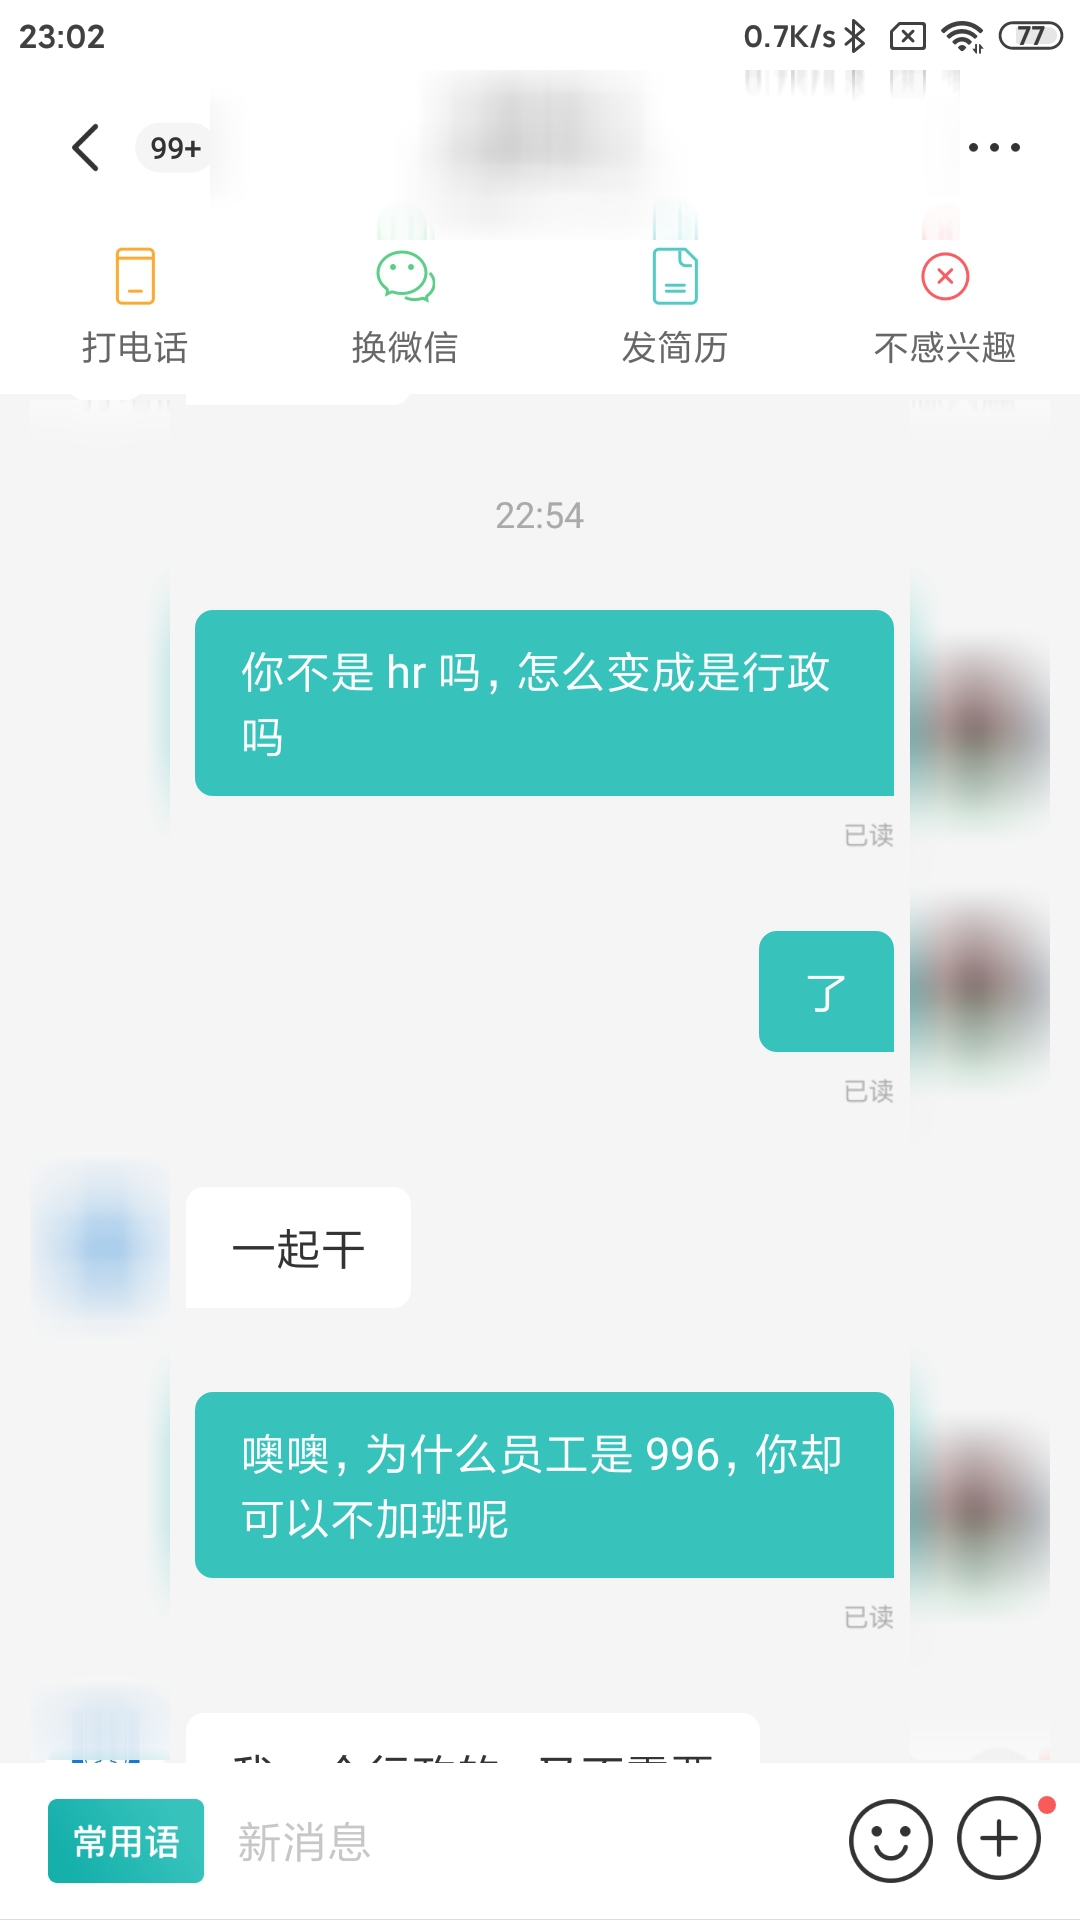 23:02 0.7K/s 77
99+
打电话 换微信 发简历 不感兴趣
22:54
你不是 hr 吗，怎么变成是行政
吗
已读
了
已读
一起干
噢噢，为什么员工是 996，你却
可以不加班呢
已读
常用语 新消息